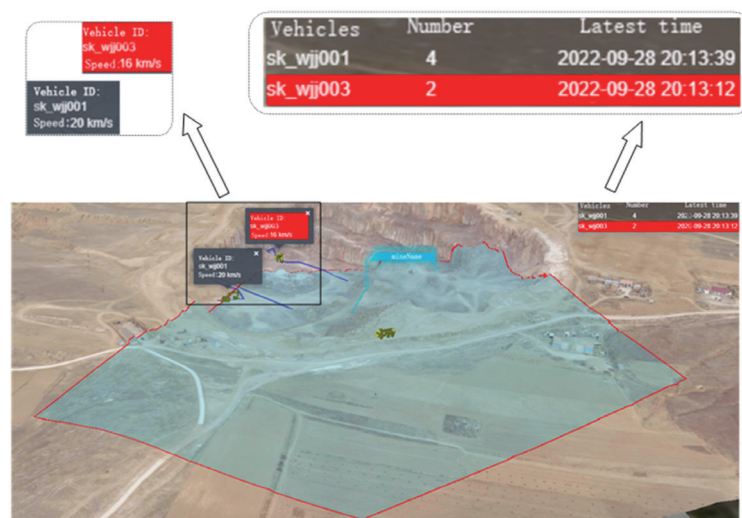 Vehicle ID:
sk_wjj003
Speed:16 km/s
Vehicle ID:
sk_wjj001
Speed:20 km/s
Vehicles Number Latest time
sk_wjj001 4 2022-09-28 20:13:39
sk_wjj003 2 2022-09-28 20:13:12
Vehicle ID:
sk_wjj003
Speed:16 km/s
Vehicle ID:
sk_wjj001
Speed:20 km/s
mineName
Vehicles Number Latest time
sk_wjj001 4 2022-09-28 20:13:39
sk_wjj003 2 2022-09-28 20:13:12